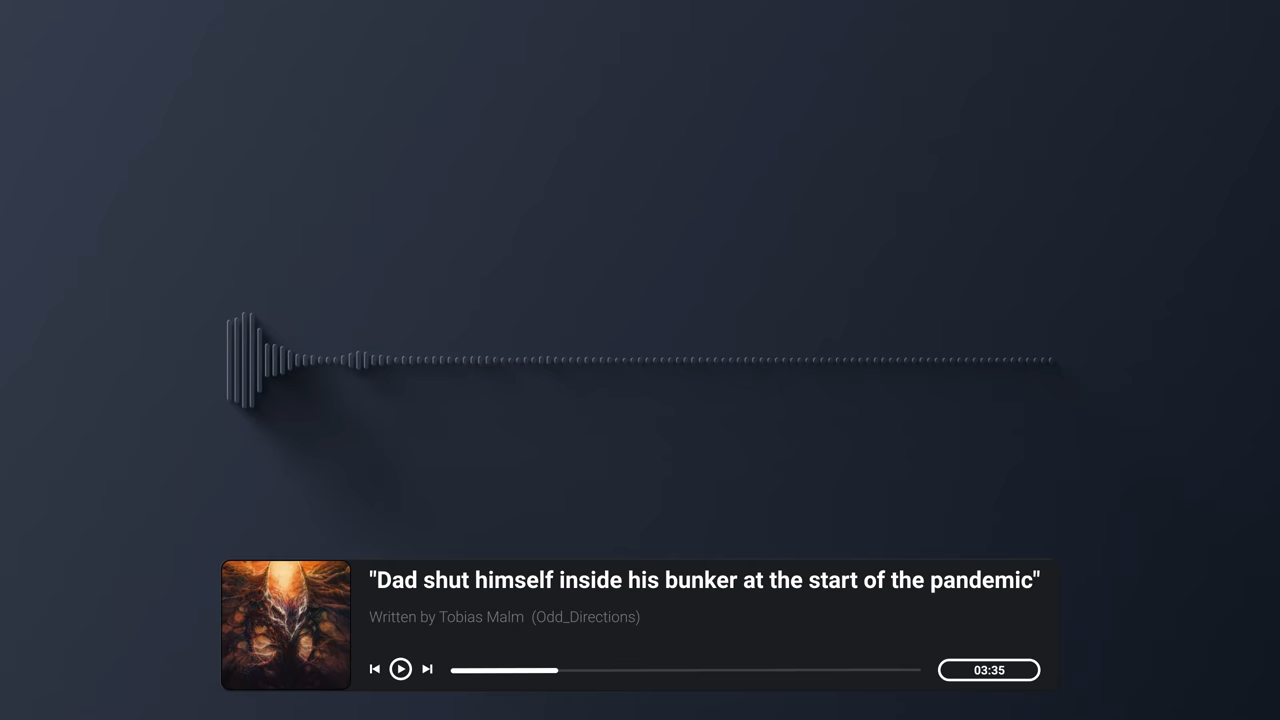 "Dad shut himself inside his bunker at the start of the pandemic"
Written by Tobias Malm (Odd_Directions)
03:35